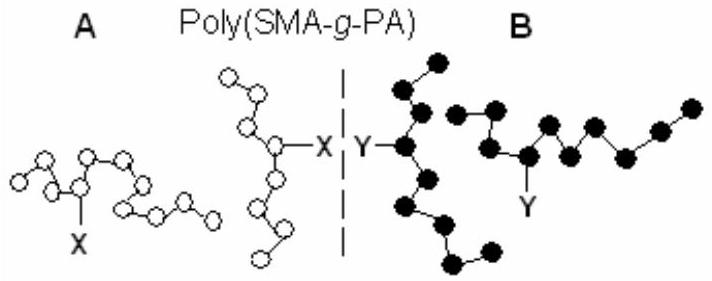 A Poly(SMA-g-PA) B
X Y
X
Y